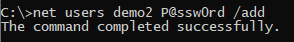 C:\>net users demo2 P@ssw0rd /add
The command completed successfully.